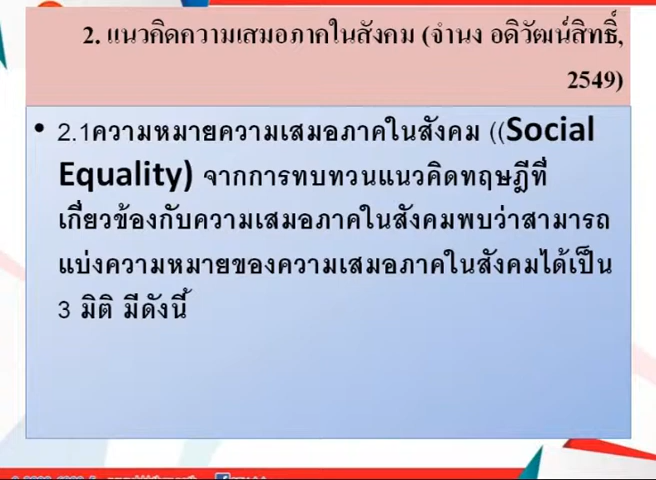 2. แนวคิดความเสมอภาคในสังคม (จำนง อดิวัฒน์สิทธิ์,
2549)
• 2.1ความหมายความเสมอภาคในสังคม ((Social
Equality) จากการทบทวนแนวคิดทฤษฎีที่
เกี่ยวข้องกับความเสมอภาคในสังคมพบว่าสามารถ
แบ่งความหมายของความเสมอภาคในสังคมได้เป็น
3 มิติ มีดังนี้